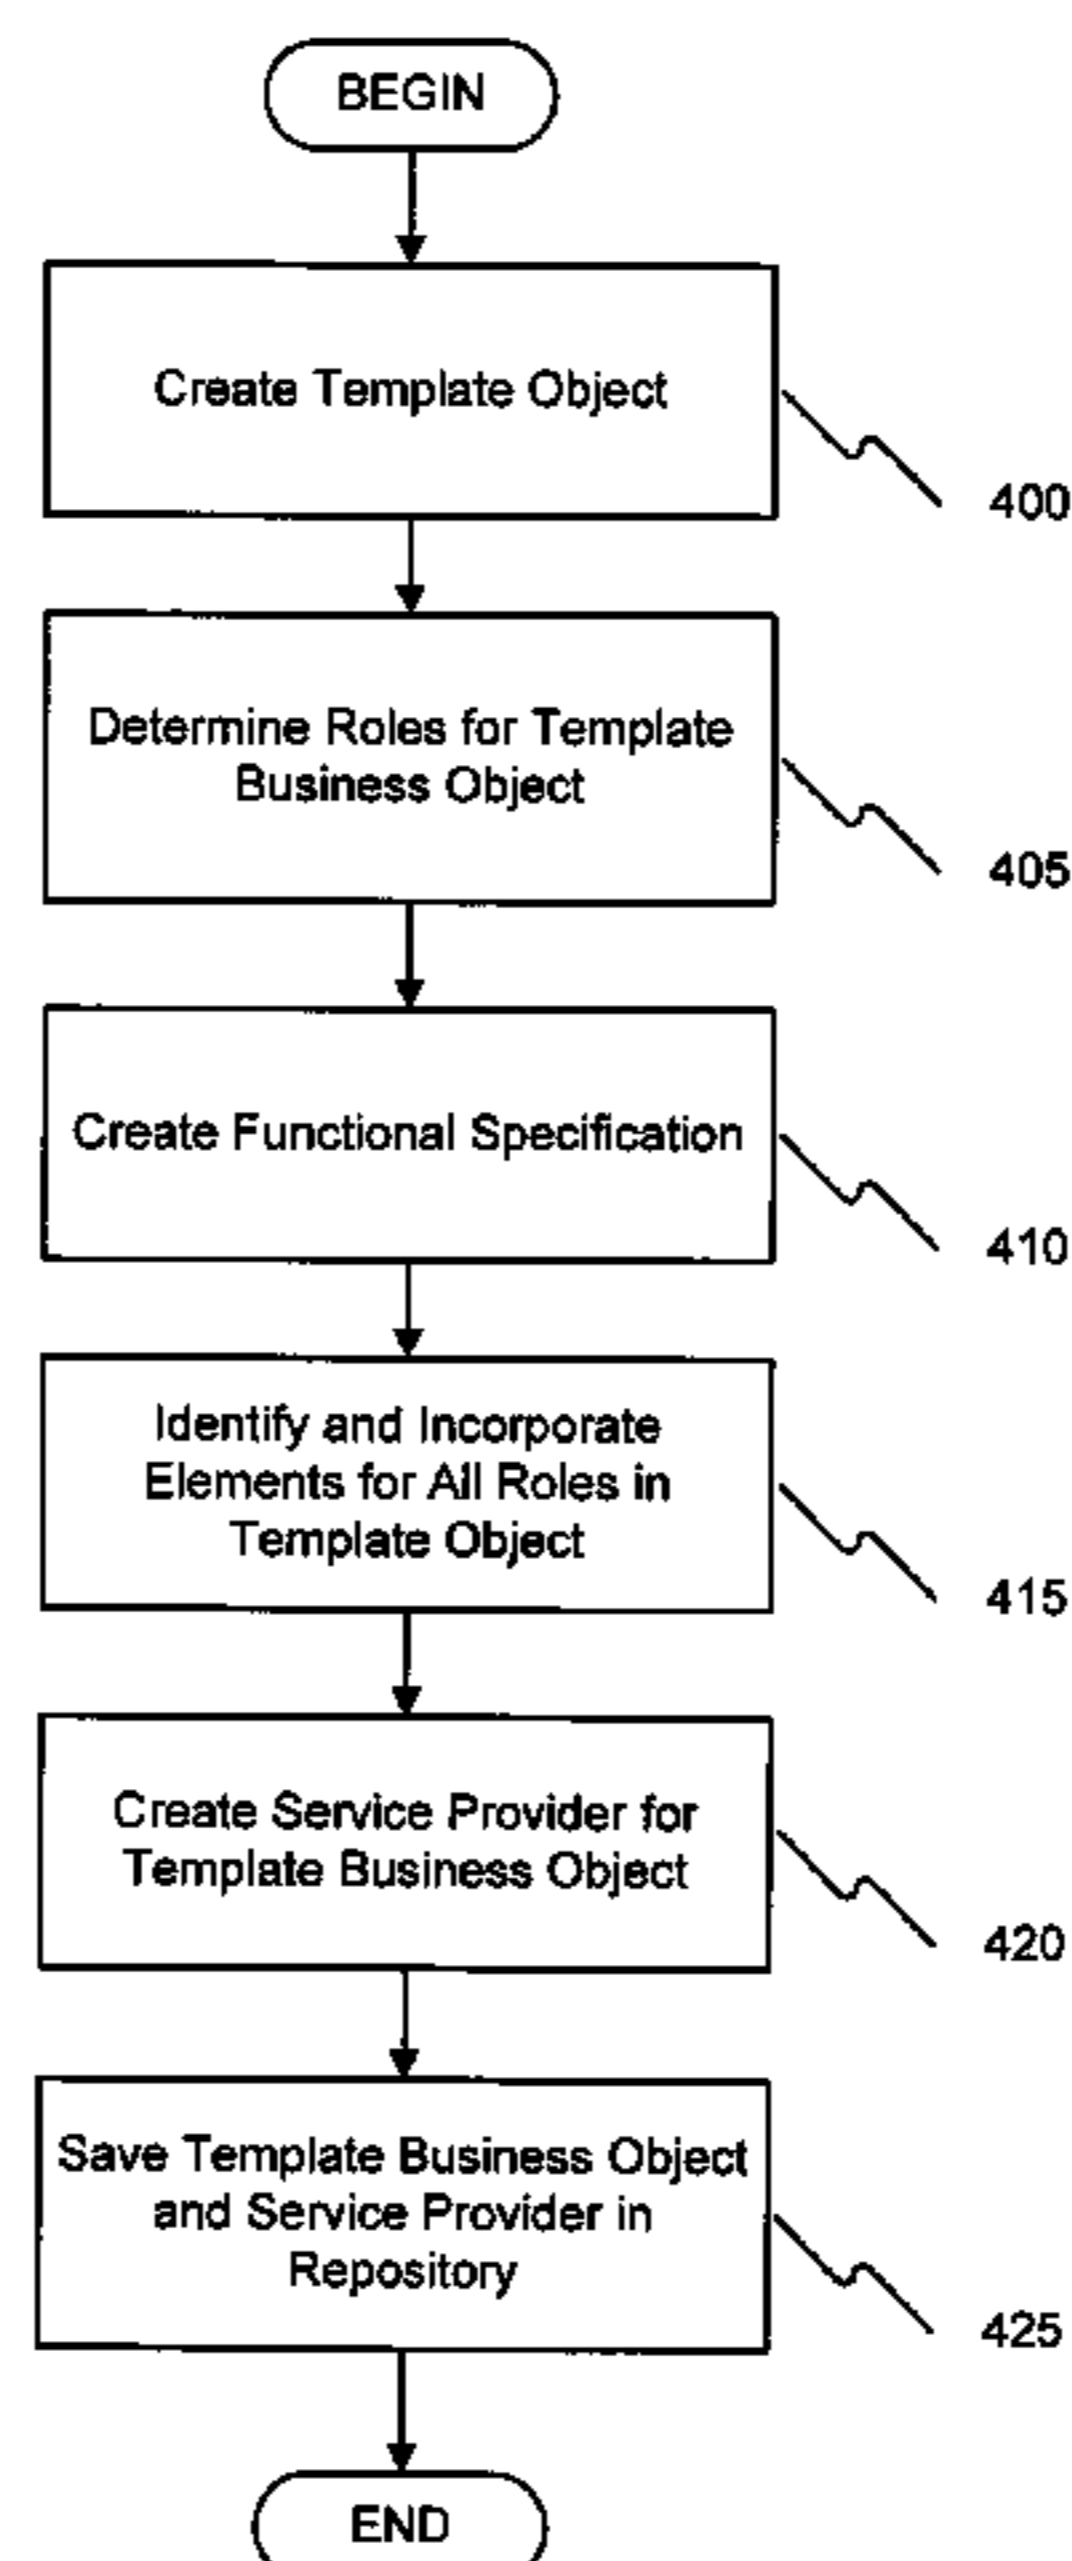 BEGIN
Create Template Object
400
Determine Roles for Template
Business Object
405
Create Functional Specification
410
Identify and Incorporate
Elements for All Roles in
Template Object
415
Create Service Provider for
Template Business Object
420
Save Template Business Object
and Service Provider in
Repository
425
END